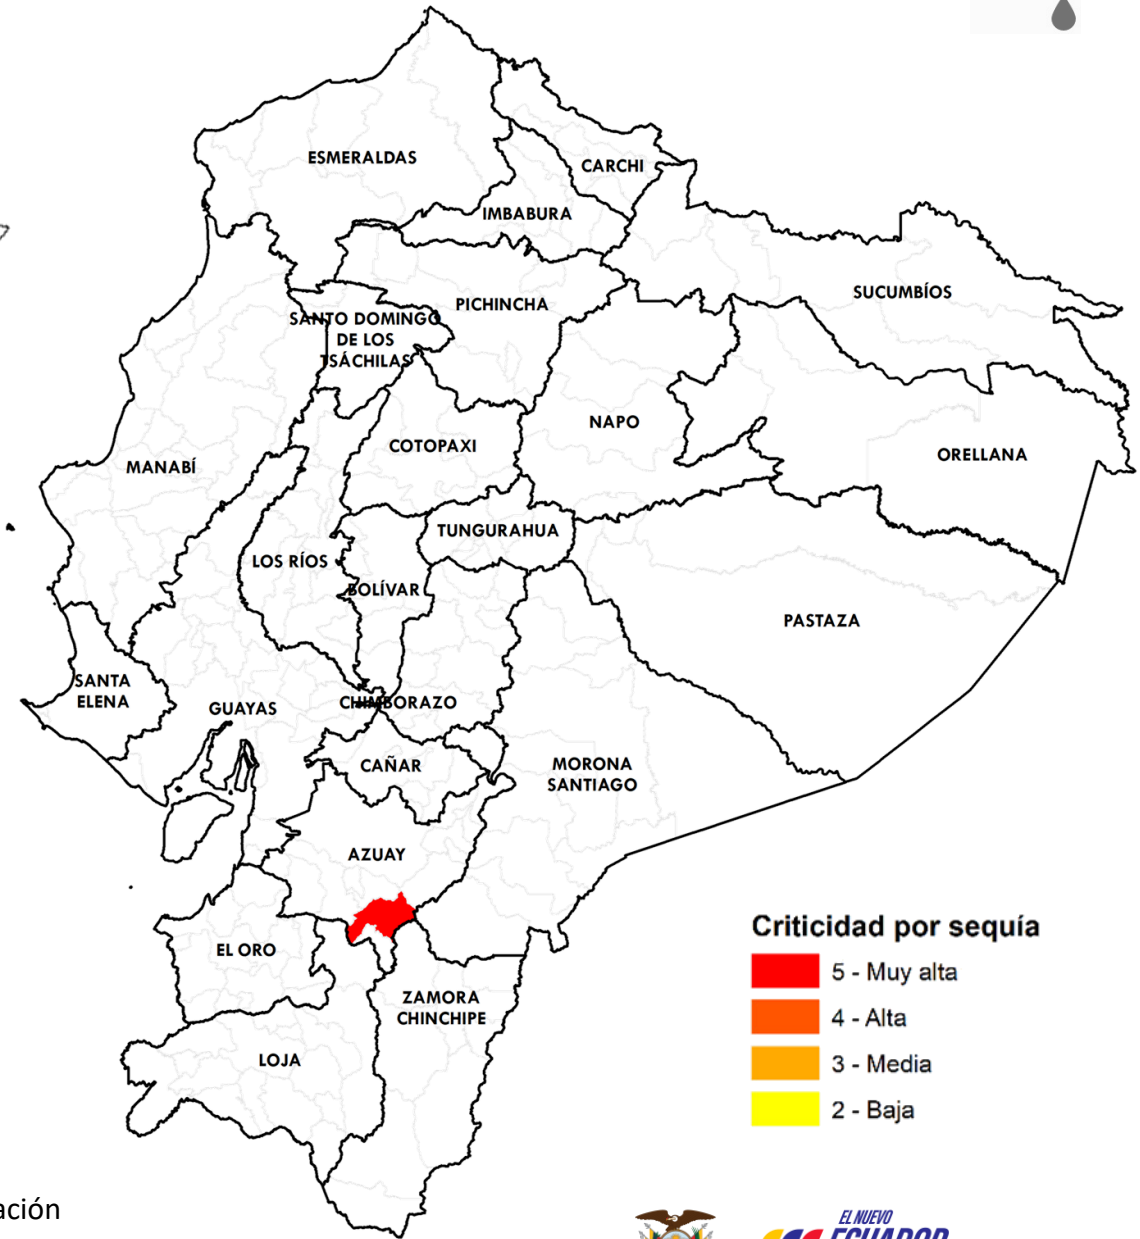 ESMERALDAS
CARCHI
IMBABURA
SUCUMBÍOS
PICHINCHA
SANTO DOMINGO
DE LOS
TSÁCHILAS
NAPO
COTOPAXI
ORELLANA
MANABÍ
TUNGURAHUA
LOS RÍOS
BOLÍVAR
PASTAZA
SANTA
ELENA
CHIMBORAZO
GUAYAS
CAÑAR
MORONA
SANTIAGO
AZUAY
EL ORO
ZAMORA
CHINCHIPE
LOJA
Criticidad por sequía
5 - Muy alta
4 - Alta
3 - Media
2 - Baja
ación
EL NUEVO
ECUADOR